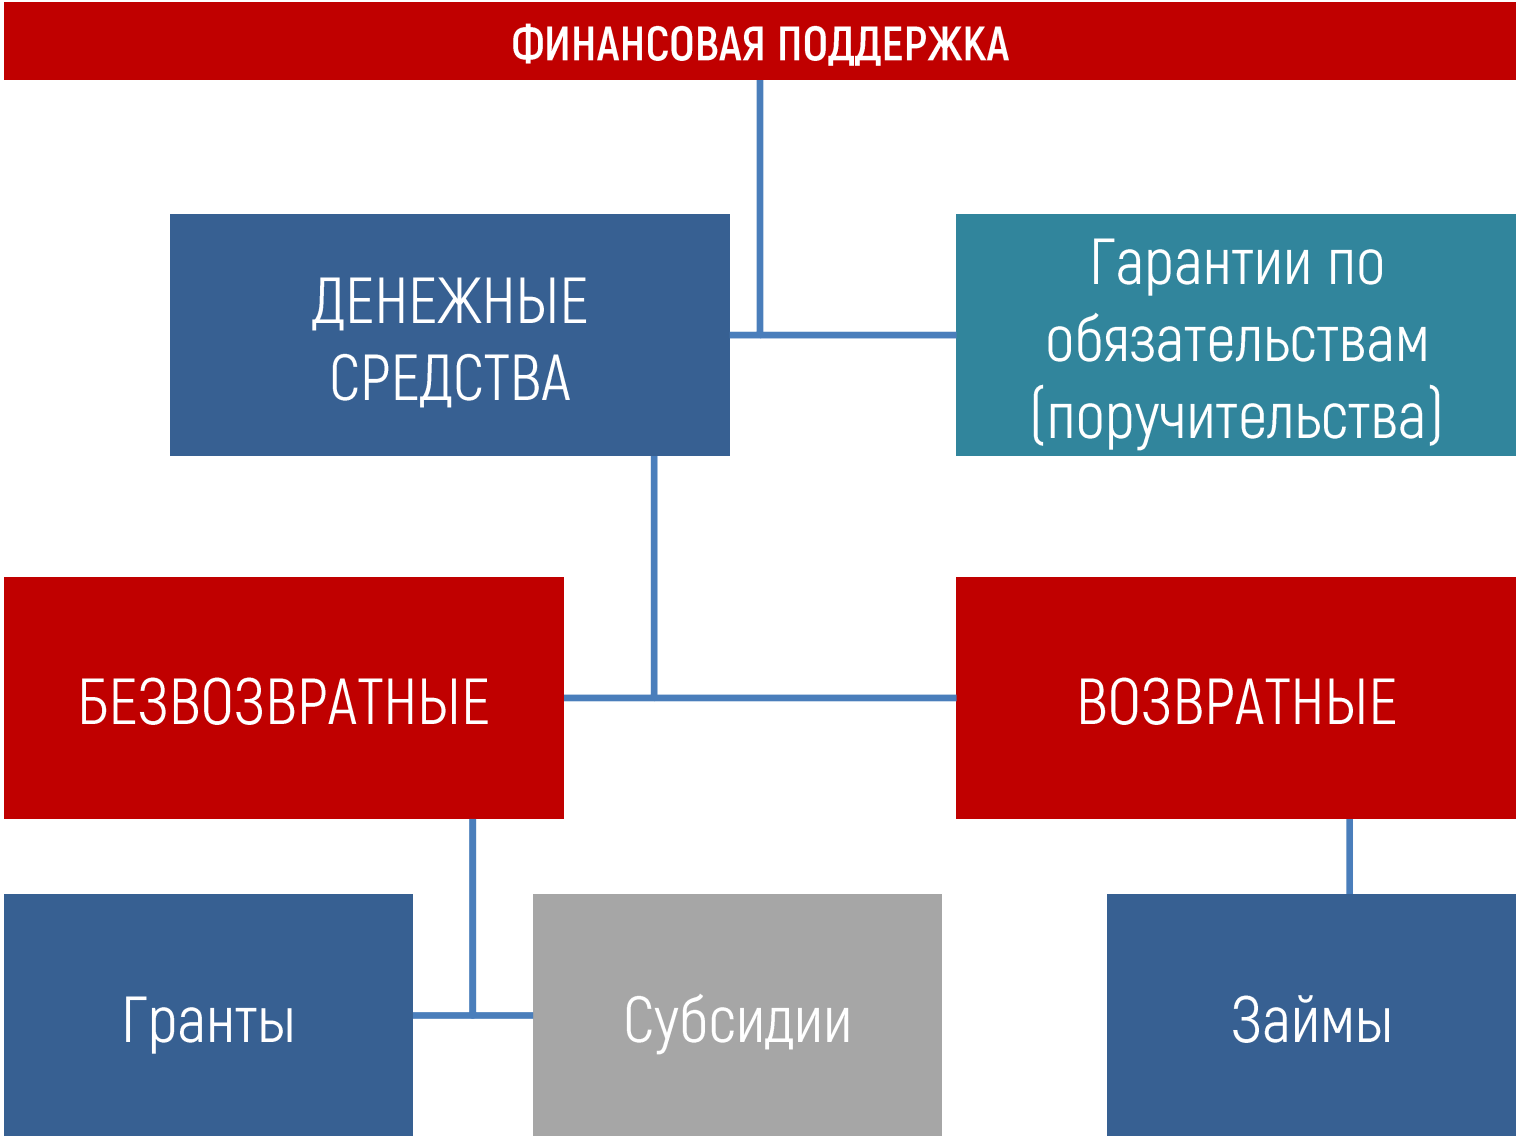 ФИНАНСОВАЯ ПОДДЕРЖКА
ДЕНЕЖНЫЕ
СРЕДСТВА
Гарантии по
обязательствам
(поручительства)
БЕЗВОЗВРАТНЫЕ
ВОЗВРАТНЫЕ
Гранты
Субсидии
Займы